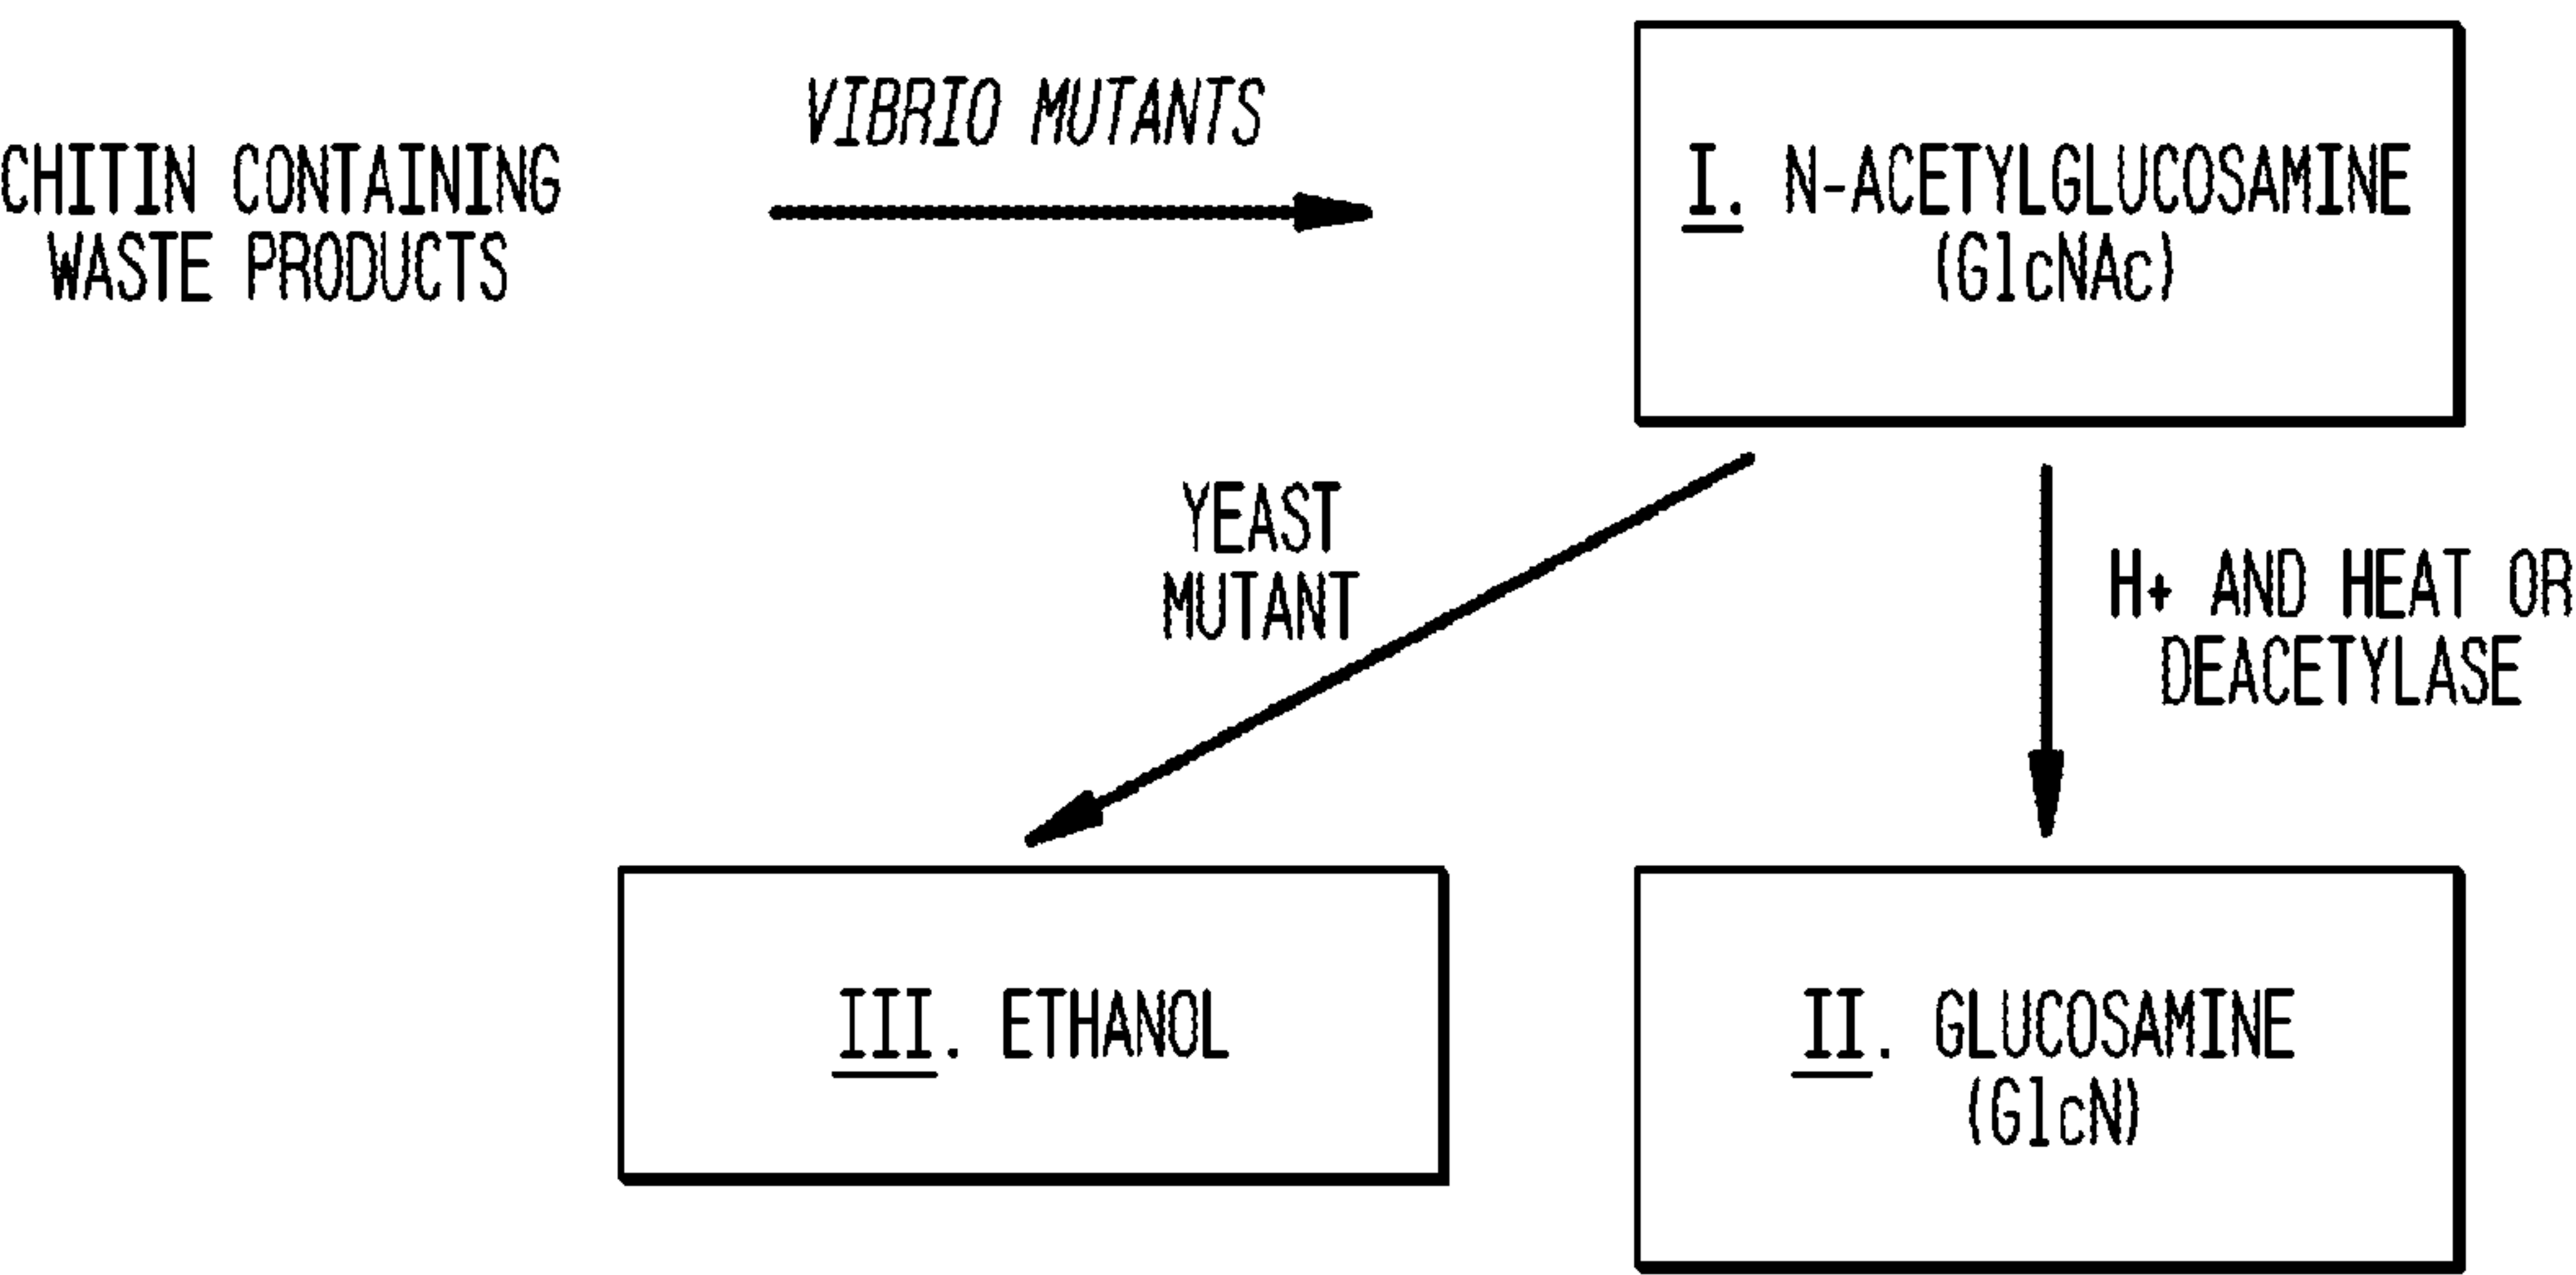 CHITIN CONTAINING
WASTE PRODUCTS
VIBRIO MUTANTS
I. N-ACETYLGLUCOSAMINE
(GlcNAc)
YEAST
MUTANT
H+ AND HEAT OR
DEACETYLASE
III. ETHANOL
II. GLUCOSAMINE
(GlcN)